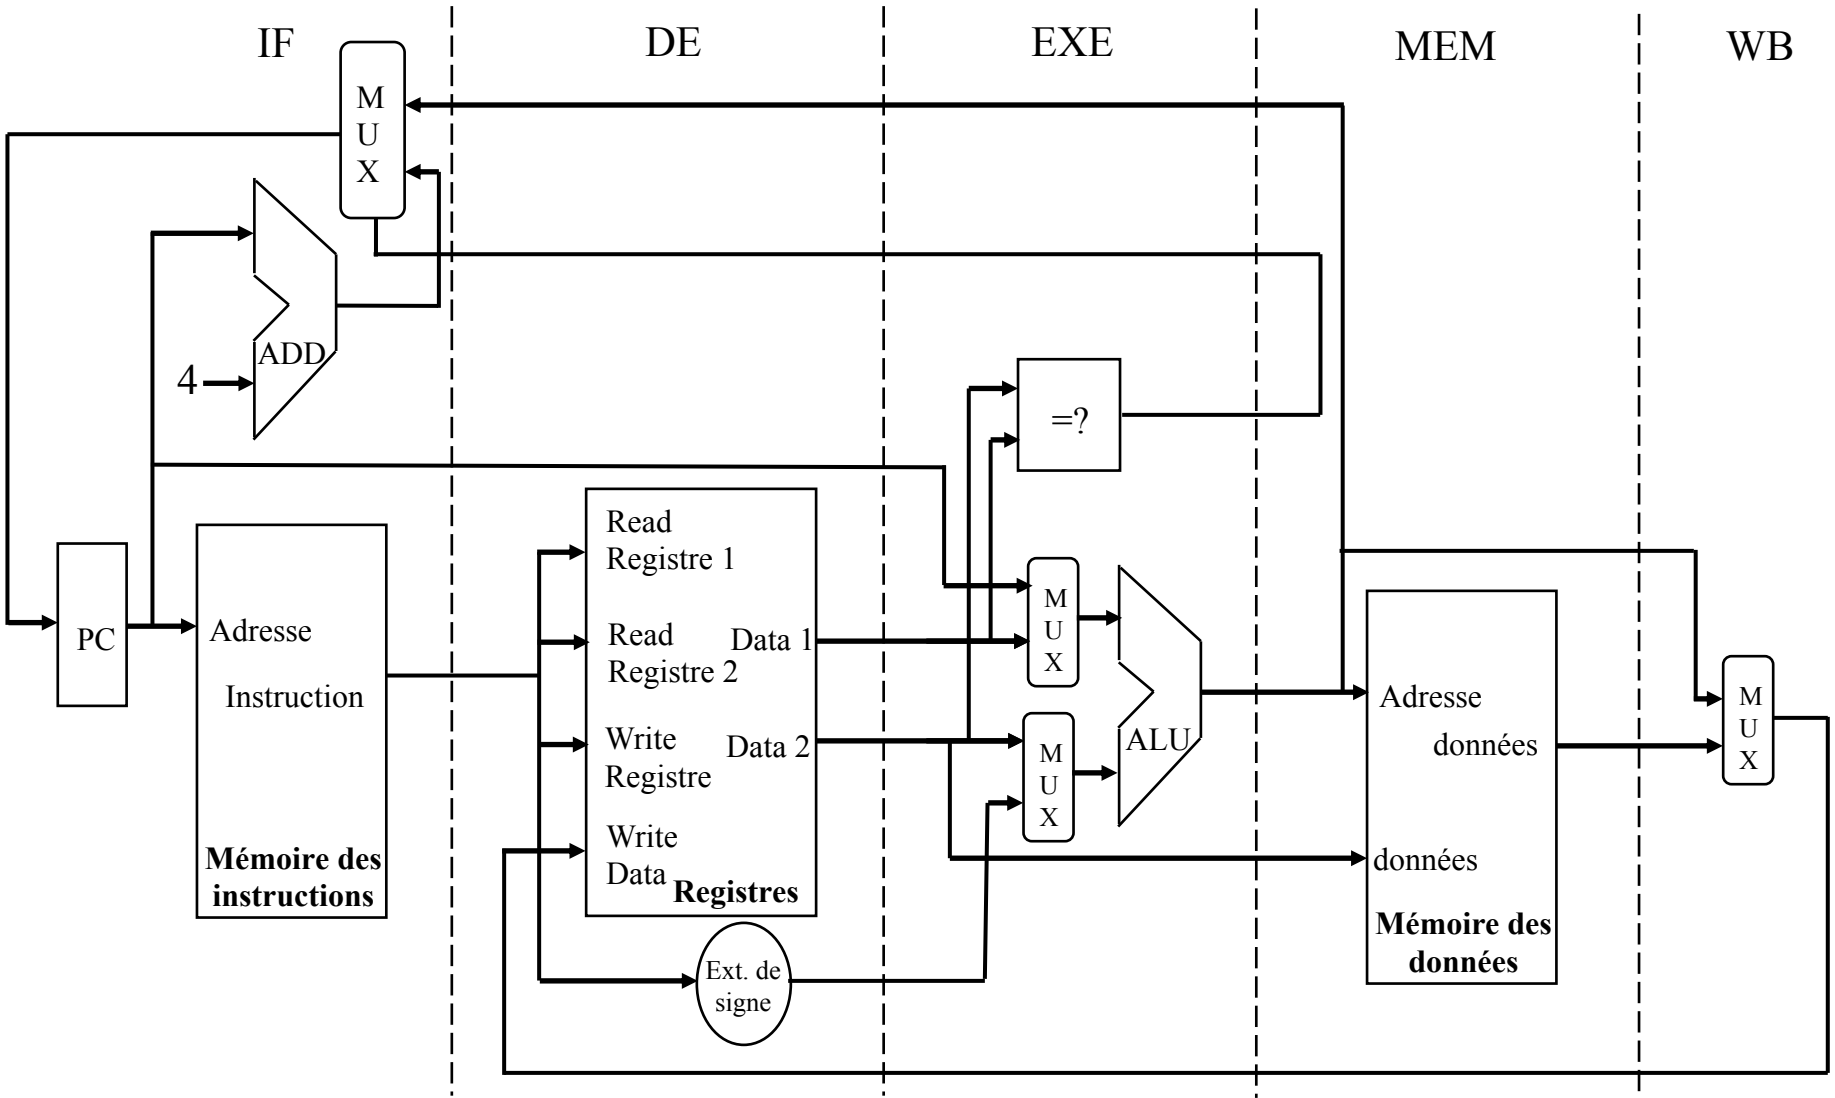 IF
DE
EXE
MEM
WB
M
U
X
ADD
4
=?
PC
Adresse
Instruction
Mémoire des
instructions
Read
Registre 1
Read
Registre 2
Data 1
Write
Registre
Data 2
Write
Data
Registres
Ext. de
signe
M
U
X
M
U
X
ALU
Adresse
données
données
Mémoire des
données
M
U
X